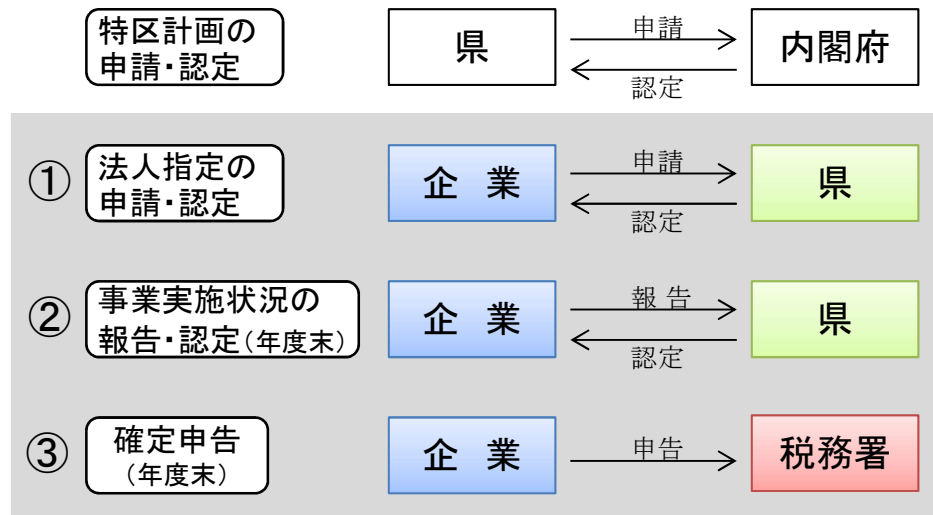 特区計画の
申請・認定
県
申請
認定
内閣府
①
法人指定の
申請・認定
企 業
申請
認定
県
②
事業実施状況の
報告・認定（年度末）
企 業
報 告
認定
県
③
確定申告
（年度末）
企 業
申告
税務署